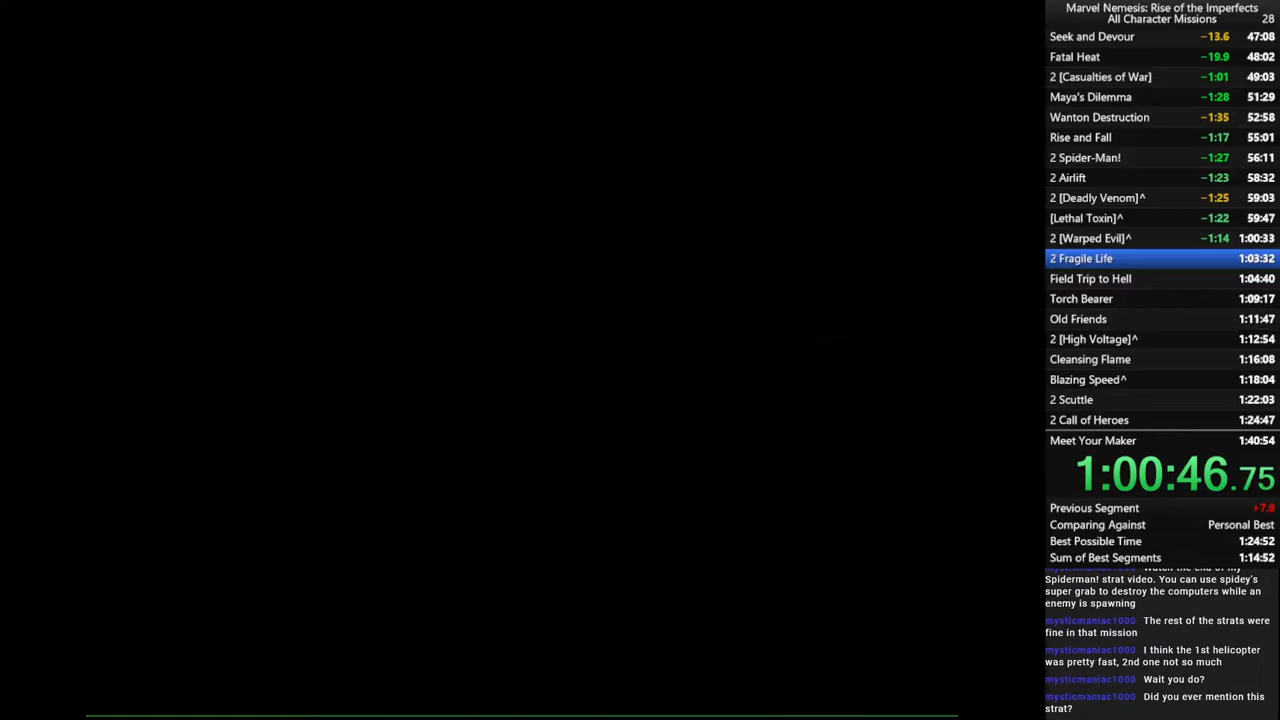 Marvel Nemesis: Rise of the Imperfects
All Character Missions 28
Seek and Devour -13.6 47:08
Fatal Heat -19.9 48:02
2 [Casualties of War] -1:01 49:03
Maya's Dilemma -1:28 51:29
Wanton Destruction -1:35 52:58
Rise and Fall -1:17 55:01
2 Spider-Man! -1:27 56:11
2 Airlift -1:23 58:32
2 [Deadly Venom]^ -1:25 59:03
[Lethal Toxin]^ -1:22 59:47
2 [Warped Evil]^ -1:14 1:00:33
2 Fragile Life 1:03:32
Field Trip to Hell 1:04:40
Torch Bearer 1:09:17
Old Friends 1:11:47
2 [High Voltage]^ 1:12:54
Cleansing Flame 1:16:08
Blazing Speed^ 1:18:04
2 Scuttle 1:22:03
2 Call of Heroes 1:24:47
Meet Your Maker 1:40:54
1:00:46.75
Previous Segment +7.9
Comparing Against Personal Best
Best Possible Time 1:24:52
Sum of Best Segments 1:14:52
mysticmaniac1000 Watch the end of my
Spiderman! strat video. You can use spidey's
super grab to destroy the computers while an
enemy is spawning
mysticmaniac1000 The rest of the strats were
fine in that mission
mysticmaniac1000 I think the 1st helicopter
was pretty fast, 2nd one not so much
mysticmaniac1000 Wait you do?
mysticmaniac1000 Did you ever mention this
strat?